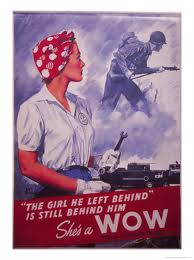 "THE GIRL HE LEFT BEHIND"
IS STILL BEHIND HIM
She's a WOW